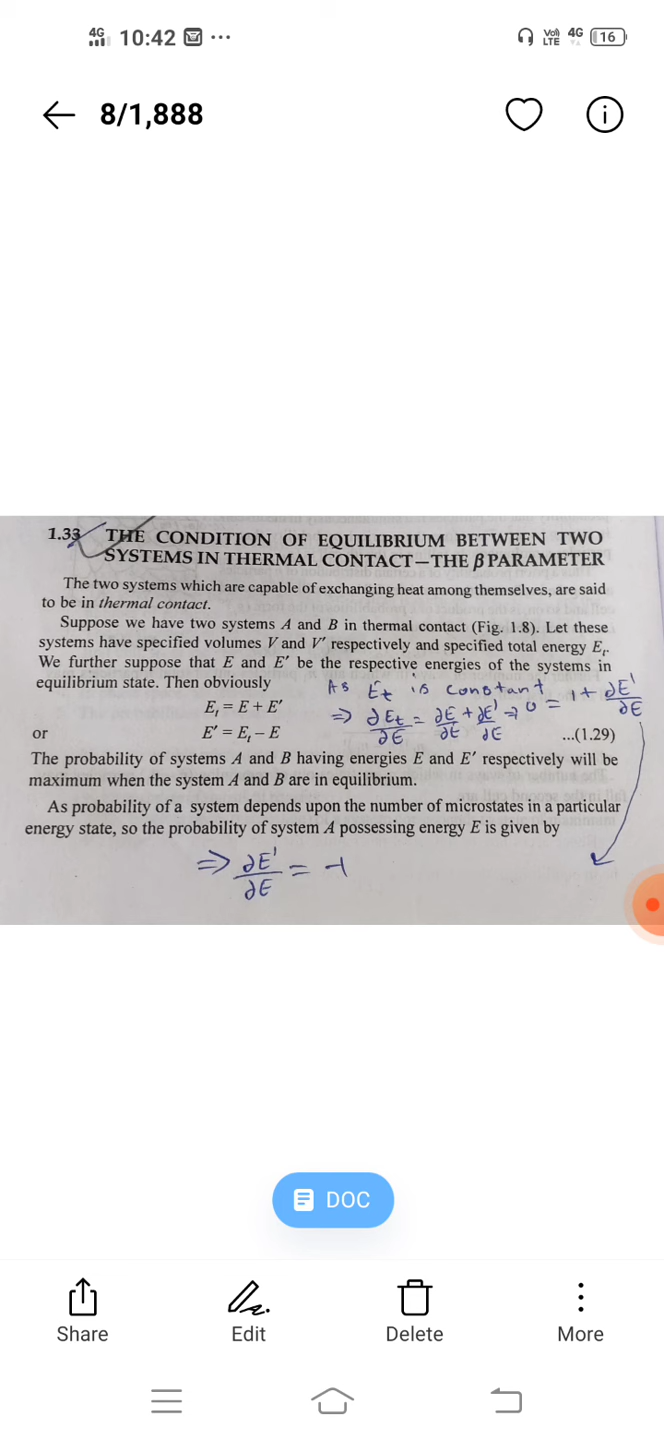 4G 10:42 ...
Vo) LTE 4G 16
8/1,888
1.33 THE CONDITION OF EQUILIBRIUM BETWEEN TWO
SYSTEMS IN THERMAL CONTACT—THE β PARAMETER
The two systems which are capable of exchanging heat among themselves, are said
to be in thermal contact.
Suppose we have two systems A and B in thermal contact (Fig. 1.8). Let these
systems have specified volumes V and V′ respectively and specified total energy Eₜ.
We further suppose that E and E′ be the respective energies of the systems in
equilibrium state. Then obviously
As Et is constant
Eₜ = E + E′
⇒ ∂Et/∂E = ∂E/∂E + ∂E'/∂E ⇒ 0 = 1 + ∂E'/∂E
or E′ = Eₜ – E ...(1.29)
The probability of systems A and B having energies E and E′ respectively will be
maximum when the system A and B are in equilibrium.
As probability of a system depends upon the number of microstates in a particular
energy state, so the probability of system A possessing energy E is given by
⇒ ∂E'/∂E = -1
DOC
Share Edit Delete More